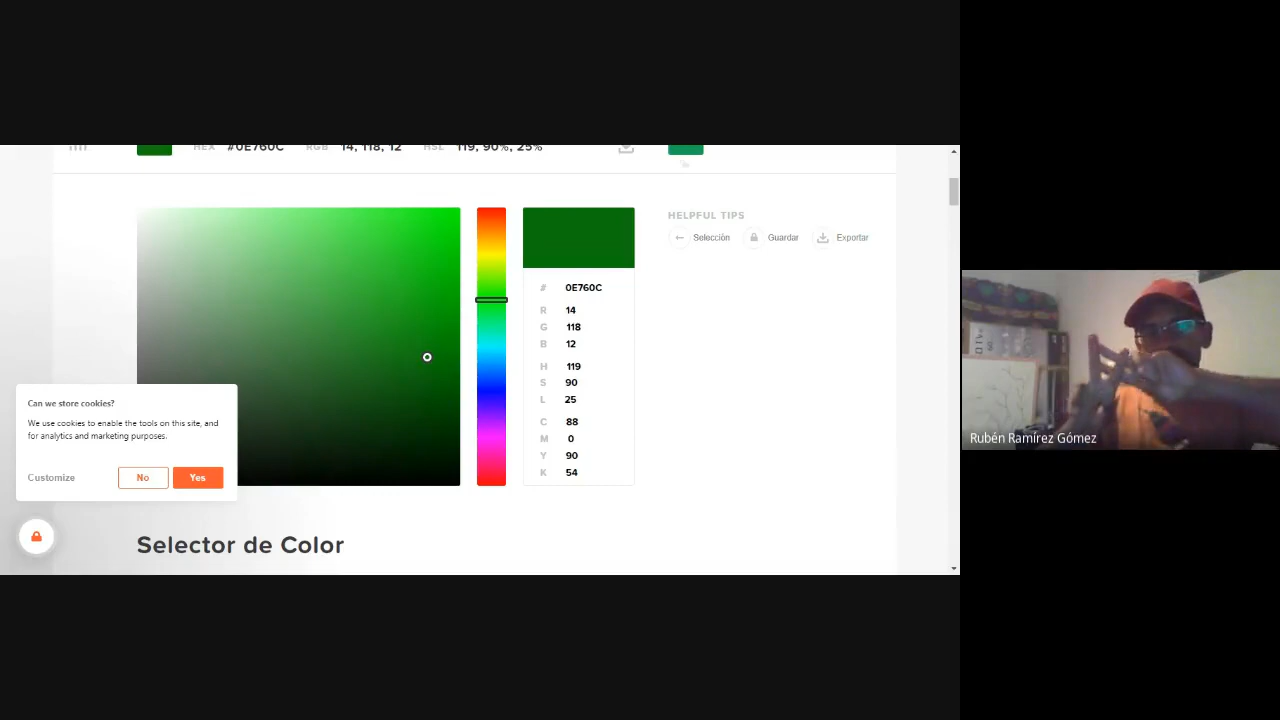 HEX #0E760C RGB 14, 118, 12 HSL 119, 90%, 25%
HELPFUL TIPS
Selección Guardar Exportar
# 0E760C
R 14
G 118
B 12
H 119
S 90
L 25
C 88
M 0
Y 90
K 54
Can we store cookies?
We use cookies to enable the tools on this site, and
for analytics and marketing purposes.
Customize No Yes
Selector de Color
Rubén Ramírez Gómez